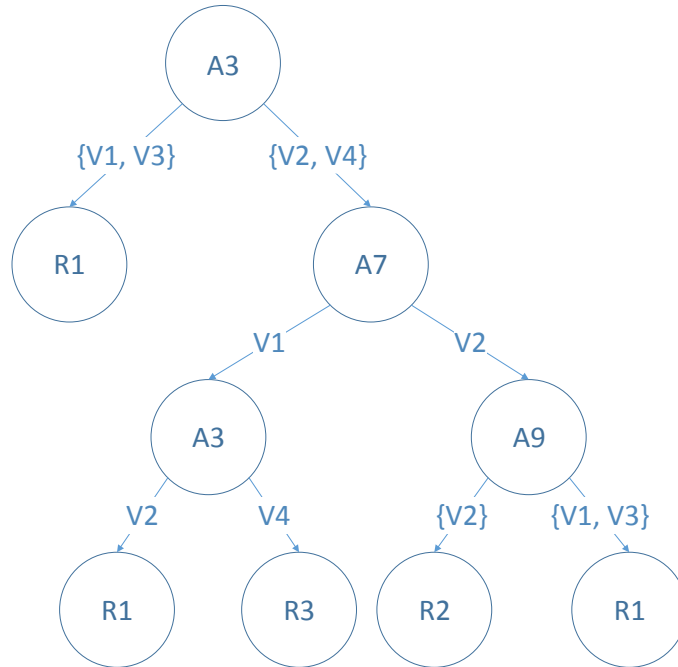 A3
{V1, V3}
{V2, V4}
R1
A7
V1
V2
A3
A9
V2
V4
{V2}
{V1, V3}
R1
R3
R2
R1